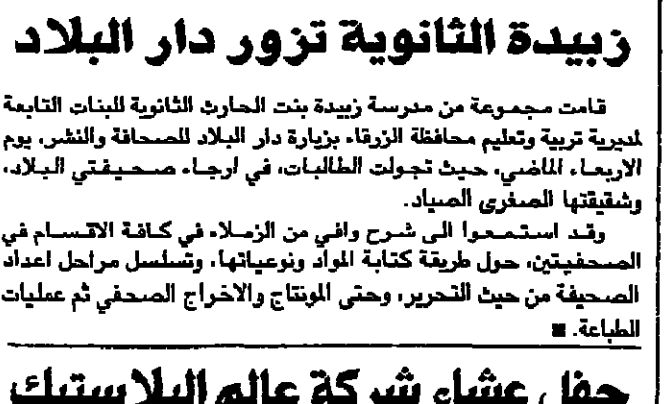 زبيدة الثانوية تزور دار البلاد
قامت مجموعة من مدرسة زبيدة بنت الحارث الثانوية للبنات التابعة
لمديرية تربية وتعليم محافظة الزرقاء بزيارة دار البلاد للصحافة والنشر، يوم
الاربعاء الماضي، حيث تجولت الطالبات، في ارجاء صحيفتي البلاد،
وشقيقتها الصغرى الصياد.
وقد استمعوا الى شرح وافي من الزملاء في كافة الاقسام في
الصحفيتين، حول طريقة كتابة المواد ونوعياتها، وتسلسل مراحل اعداد
الصحيفة من حيث التحرير، وحتى المونتاج والاخراج الصحفي ثم عمليات
الطباعة. ■
حفل عشاء شركة عالم البلاستيك